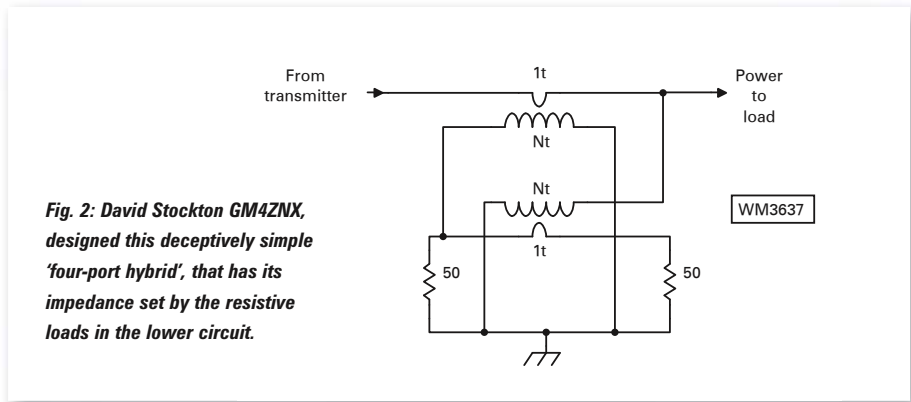 From
transmitter
1t
Power
to
load
Nt
Nt
WM3637
1t
50
50
Fig. 2: David Stockton GM4ZNX,
designed this deceptively simple
‘four-port hybrid’, that has its
impedance set by the resistive
loads in the lower circuit.